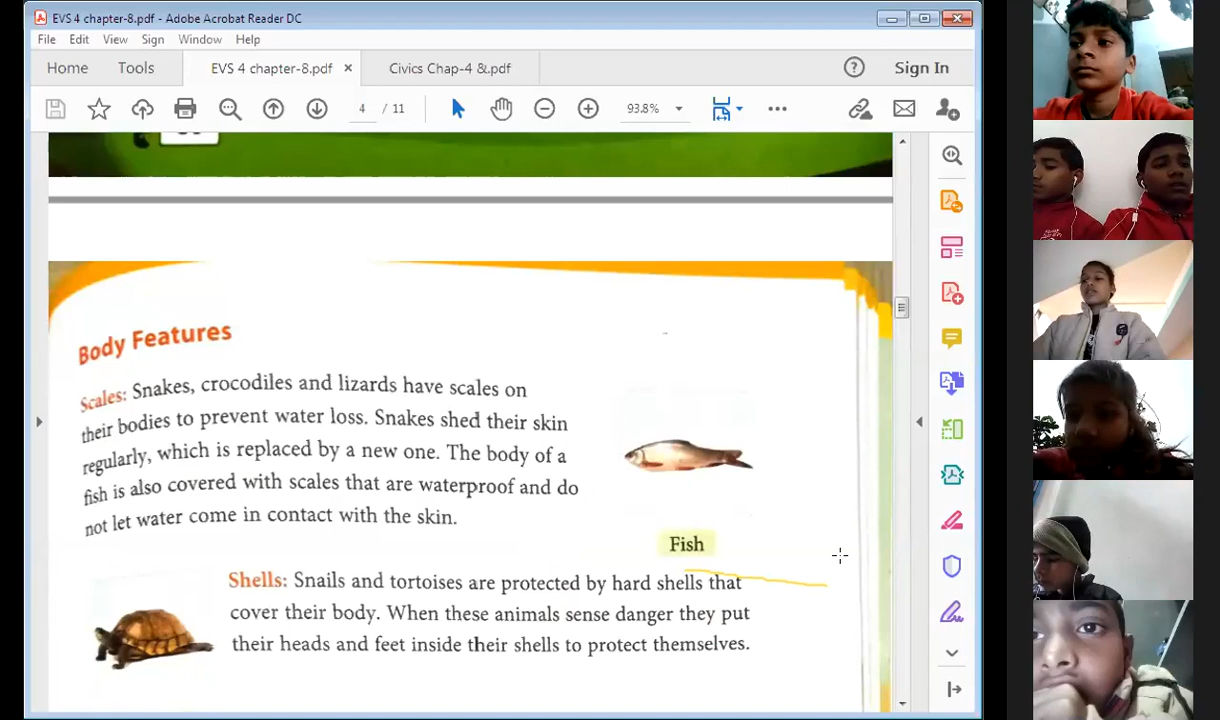 EVS 4 chapter-8.pdf - Adobe Acrobat Reader DC
File Edit View Sign Window Help
Home Tools EVS 4 chapter-8.pdf × Civics Chap-4 &.pdf Sign In
4 / 11 93.8%
Body Features
Scales: Snakes, crocodiles and lizards have scales on
their bodies to prevent water loss. Snakes shed their skin
regularly, which is replaced by a new one. The body of a
fish is also covered with scales that are waterproof and do
not let water come in contact with the skin.
Fish
Shells: Snails and tortoises are protected by hard shells that
cover their body. When these animals sense danger they put
their heads and feet inside their shells to protect themselves.